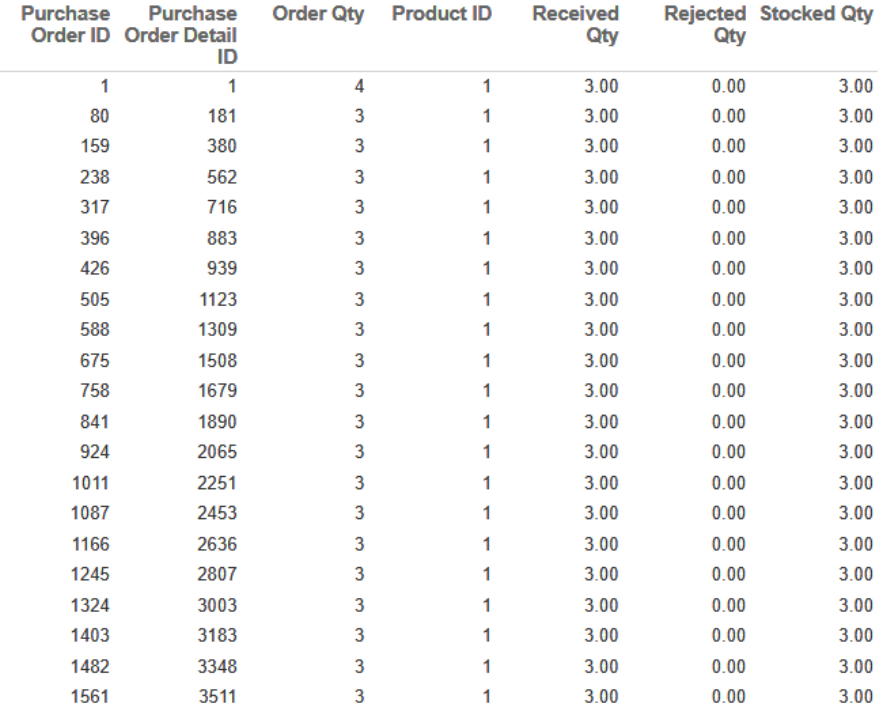 Purchase Order ID Purchase Order Detail ID Order Qty Product ID Received Qty Rejected Qty Stocked Qty
1 1 4 1 3.00 0.00 3.00
80 181 3 1 3.00 0.00 3.00
159 380 3 1 3.00 0.00 3.00
238 562 3 1 3.00 0.00 3.00
317 716 3 1 3.00 0.00 3.00
396 883 3 1 3.00 0.00 3.00
426 939 3 1 3.00 0.00 3.00
505 1123 3 1 3.00 0.00 3.00
588 1309 3 1 3.00 0.00 3.00
675 1508 3 1 3.00 0.00 3.00
758 1679 3 1 3.00 0.00 3.00
841 1890 3 1 3.00 0.00 3.00
924 2065 3 1 3.00 0.00 3.00
1011 2251 3 1 3.00 0.00 3.00
1087 2453 3 1 3.00 0.00 3.00
1166 2636 3 1 3.00 0.00 3.00
1245 2807 3 1 3.00 0.00 3.00
1324 3003 3 1 3.00 0.00 3.00
1403 3183 3 1 3.00 0.00 3.00
1482 3348 3 1 3.00 0.00 3.00
1561 3511 3 1 3.00 0.00 3.00